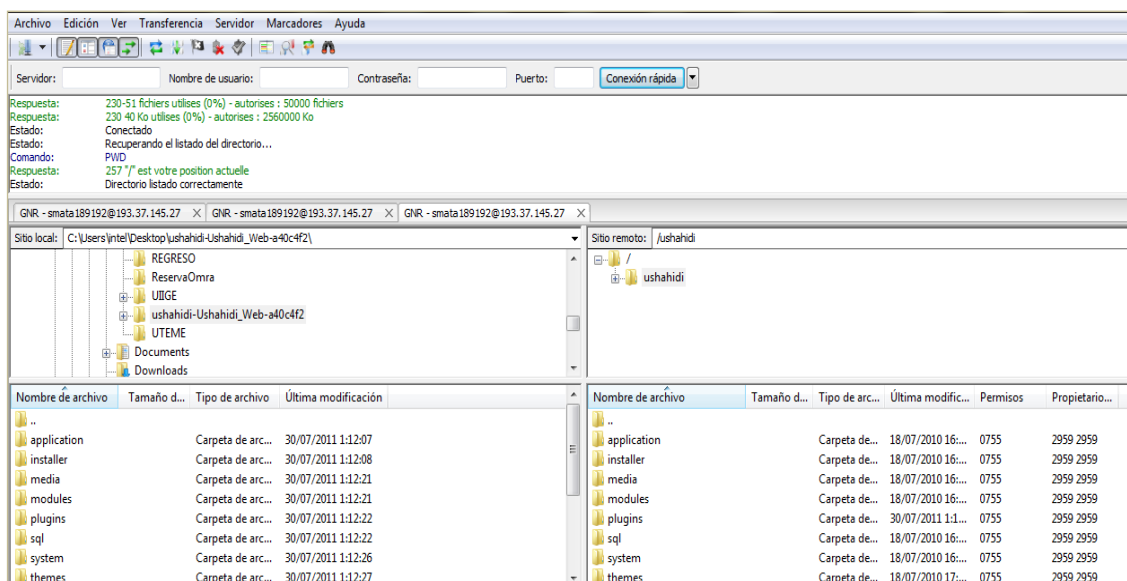 Archivo Edición Ver Transferencia Servidor Marcadores Ayuda
Servidor: Nombre de usuario: Contraseña: Puerto: Conexión rápida
Respuesta: 230-51 fichiers utilises (0%) - autorises : 50000 fichiers
Respuesta: 230 40 Ko utilises (0%) - autorises : 2560000 Ko
Estado: Conectado
Estado: Recuperando el listado del directorio...
Comando: PWD
Respuesta: 257 "/" est votre position actuelle
Estado: Directorio listado correctamente
GNR - smata189192@193.37.145.27 X GNR - smata189192@193.37.145.27 X GNR - smata189192@193.37.145.27 X
Sitio local: C:\Users\intel\Desktop\ushahidi-Ushahidi_Web-a40c4f2\
REGRESO
ReservaOmra
UIIGE
ushahidi-Ushahidi_Web-a40c4f2
UTEME
Documents
Downloads
Sitio remoto: /ushahidi
/
ushahidi
Nombre de archivo Tamaño d... Tipo de archivo Última modificación
..
application Carpeta de arc... 30/07/2011 1:12:07
installer Carpeta de arc... 30/07/2011 1:12:08
media Carpeta de arc... 30/07/2011 1:12:21
modules Carpeta de arc... 30/07/2011 1:12:21
plugins Carpeta de arc... 30/07/2011 1:12:22
sql Carpeta de arc... 30/07/2011 1:12:22
system Carpeta de arc... 30/07/2011 1:12:26
themes Carpeta de arc... 30/07/2011 1:12:27
Nombre de archivo Tamaño d... Tipo de arc... Última modific... Permisos Propietario...
..
application Carpeta de... 18/07/2010 16:... 0755 2959 2959
installer Carpeta de... 18/07/2010 16:... 0755 2959 2959
media Carpeta de... 18/07/2010 16:... 0755 2959 2959
modules Carpeta de... 18/07/2010 16:... 0755 2959 2959
plugins Carpeta de... 30/07/2011 1:1... 0755 2959 2959
sql Carpeta de... 18/07/2010 16:... 0755 2959 2959
system Carpeta de... 18/07/2010 16:... 0755 2959 2959
themes Carpeta de... 18/07/2010 17:... 0755 2959 2959